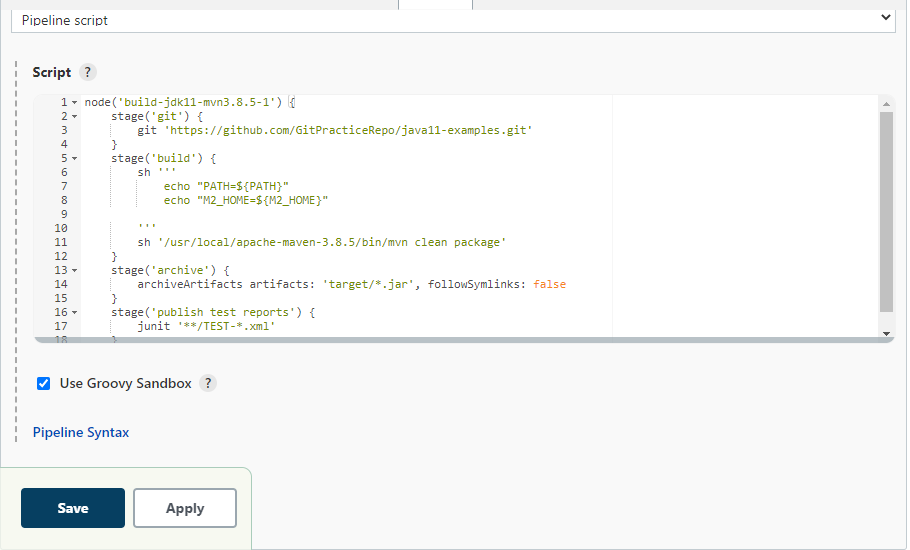 Pipeline script
Script ?
1 node('build-jdk11-mvn3.8.5-1') {
2 stage('git') {
3 git 'https://github.com/GitPracticeRepo/java11-examples.git'
4 }
5 stage('build') {
6 sh '''
7 echo "PATH=${PATH}"
8 echo "M2_HOME=${M2_HOME}"
9
10 '''
11 sh '/usr/local/apache-maven-3.8.5/bin/mvn clean package'
12 }
13 stage('archive') {
14 archiveArtifacts artifacts: 'target/*.jar', followSymlinks: false
15 }
16 stage('publish test reports') {
17 junit '**/TEST-*.xml'
18 }
Use Groovy Sandbox ?
Pipeline Syntax
Save Apply